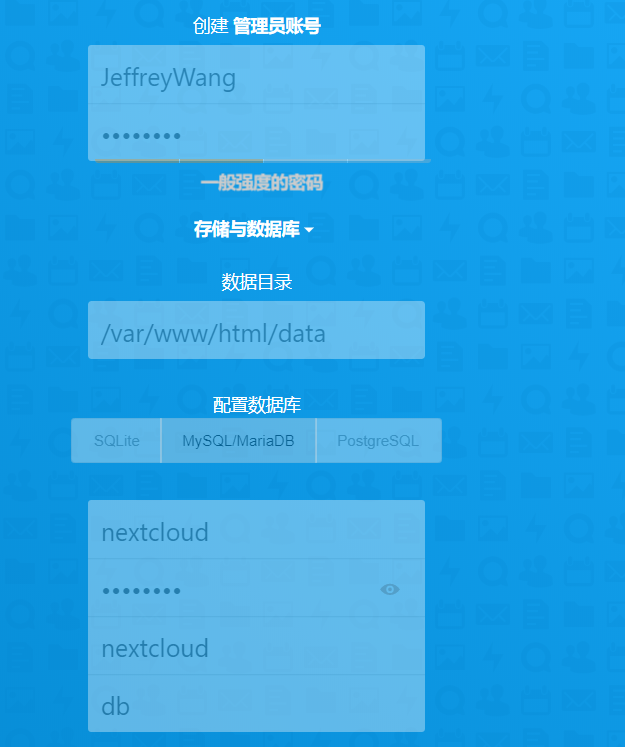 创建 管理员账号
JeffreyWang
••••••••
一般强度的密码
存储与数据库
数据目录
/var/www/html/data
配置数据库
SQLite MySQL/MariaDB PostgreSQL
nextcloud
••••••••
nextcloud
db